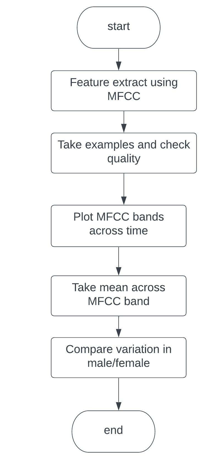 start
Feature extract using
MFCC
Take examples and check
quality
Plot MFCC bands
across time
Take mean across
MFCC band
Compare variation in
male/female
end